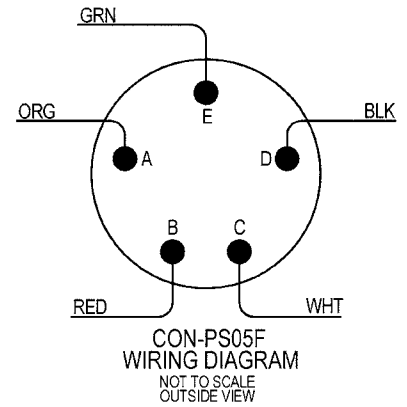 GRN
E
ORG
BLK
A
D
B
C
RED
WHT
CON-PS05F
WIRING DIAGRAM
NOT TO SCALE
OUTSIDE VIEW